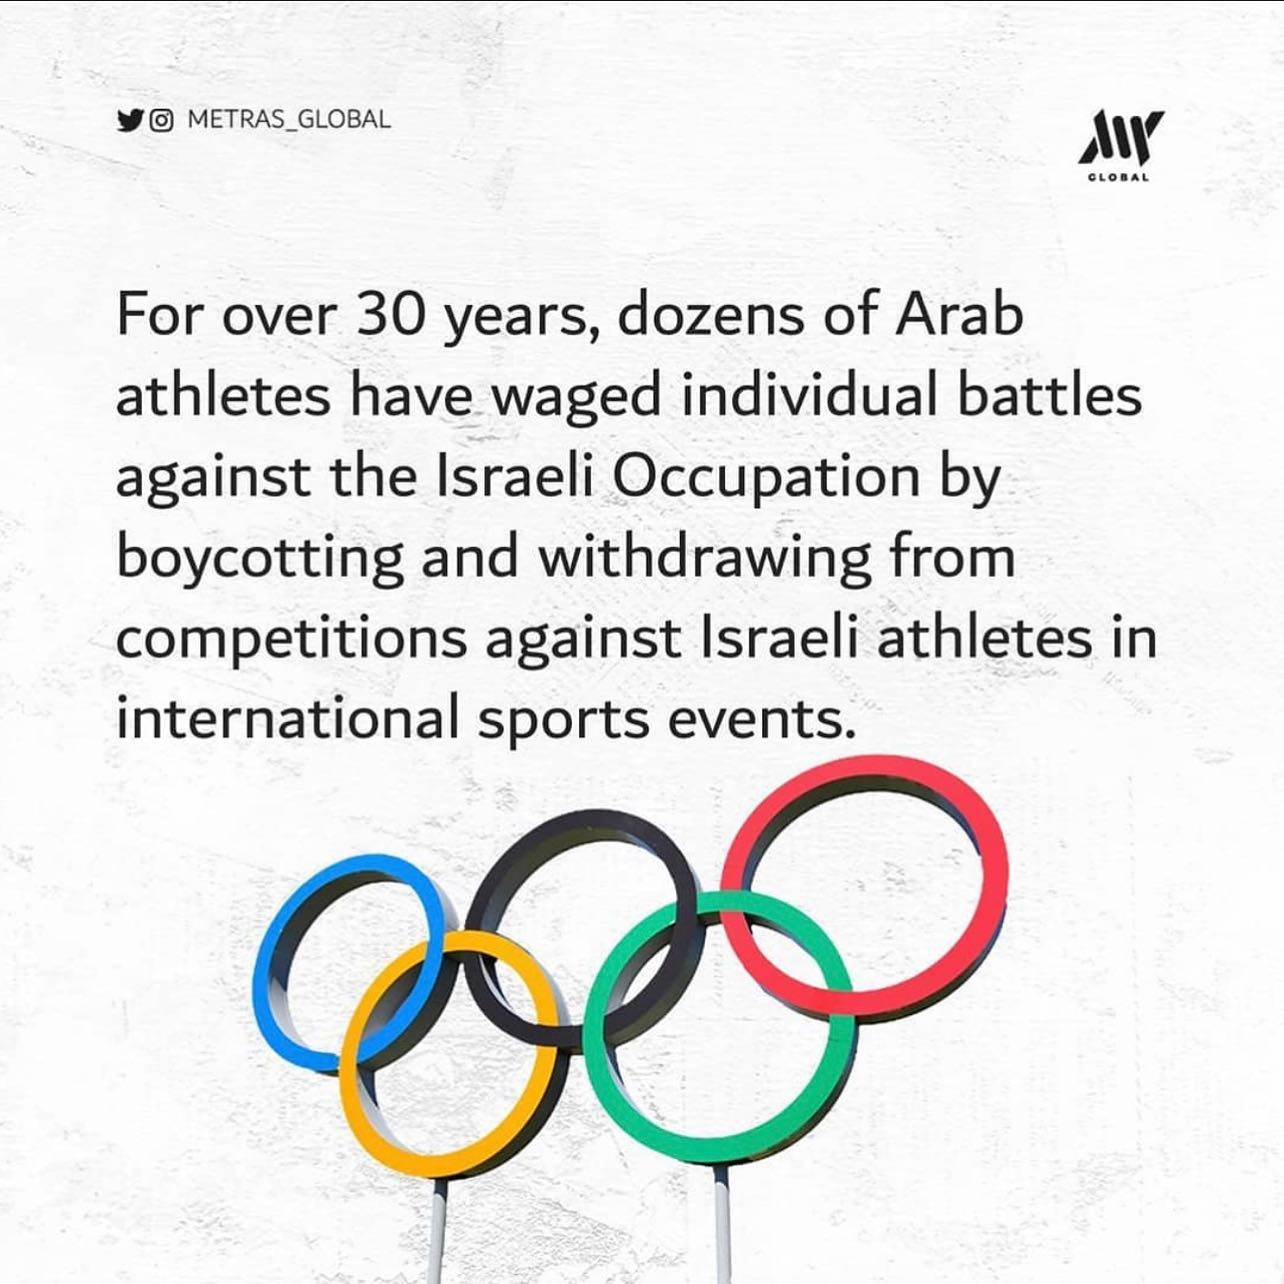 METRAS_GLOBAL
GLOBAL
For over 30 years, dozens of Arab
athletes have waged individual battles
against the Israeli Occupation by
boycotting and withdrawing from
competitions against Israeli athletes in
international sports events.